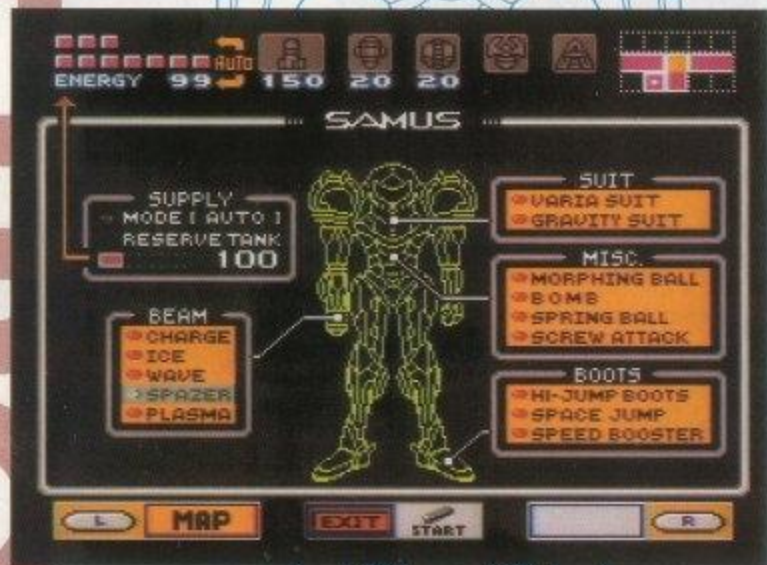 AUTO
ENERGY 99 150 20 20
SAMUS
SUPPLY
MODE [ AUTO ]
RESERVE TANK
100
BEAM
CHARGE
ICE
WAVE
SPAZER
PLASMA
SUIT
VARIA SUIT
GRAVITY SUIT
MISC.
MORPHING BALL
BOMB
SPRING BALL
SCREW ATTACK
BOOTS
HI-JUMP BOOTS
SPACE JUMP
SPEED BOOSTER
L MAP EXIT START R